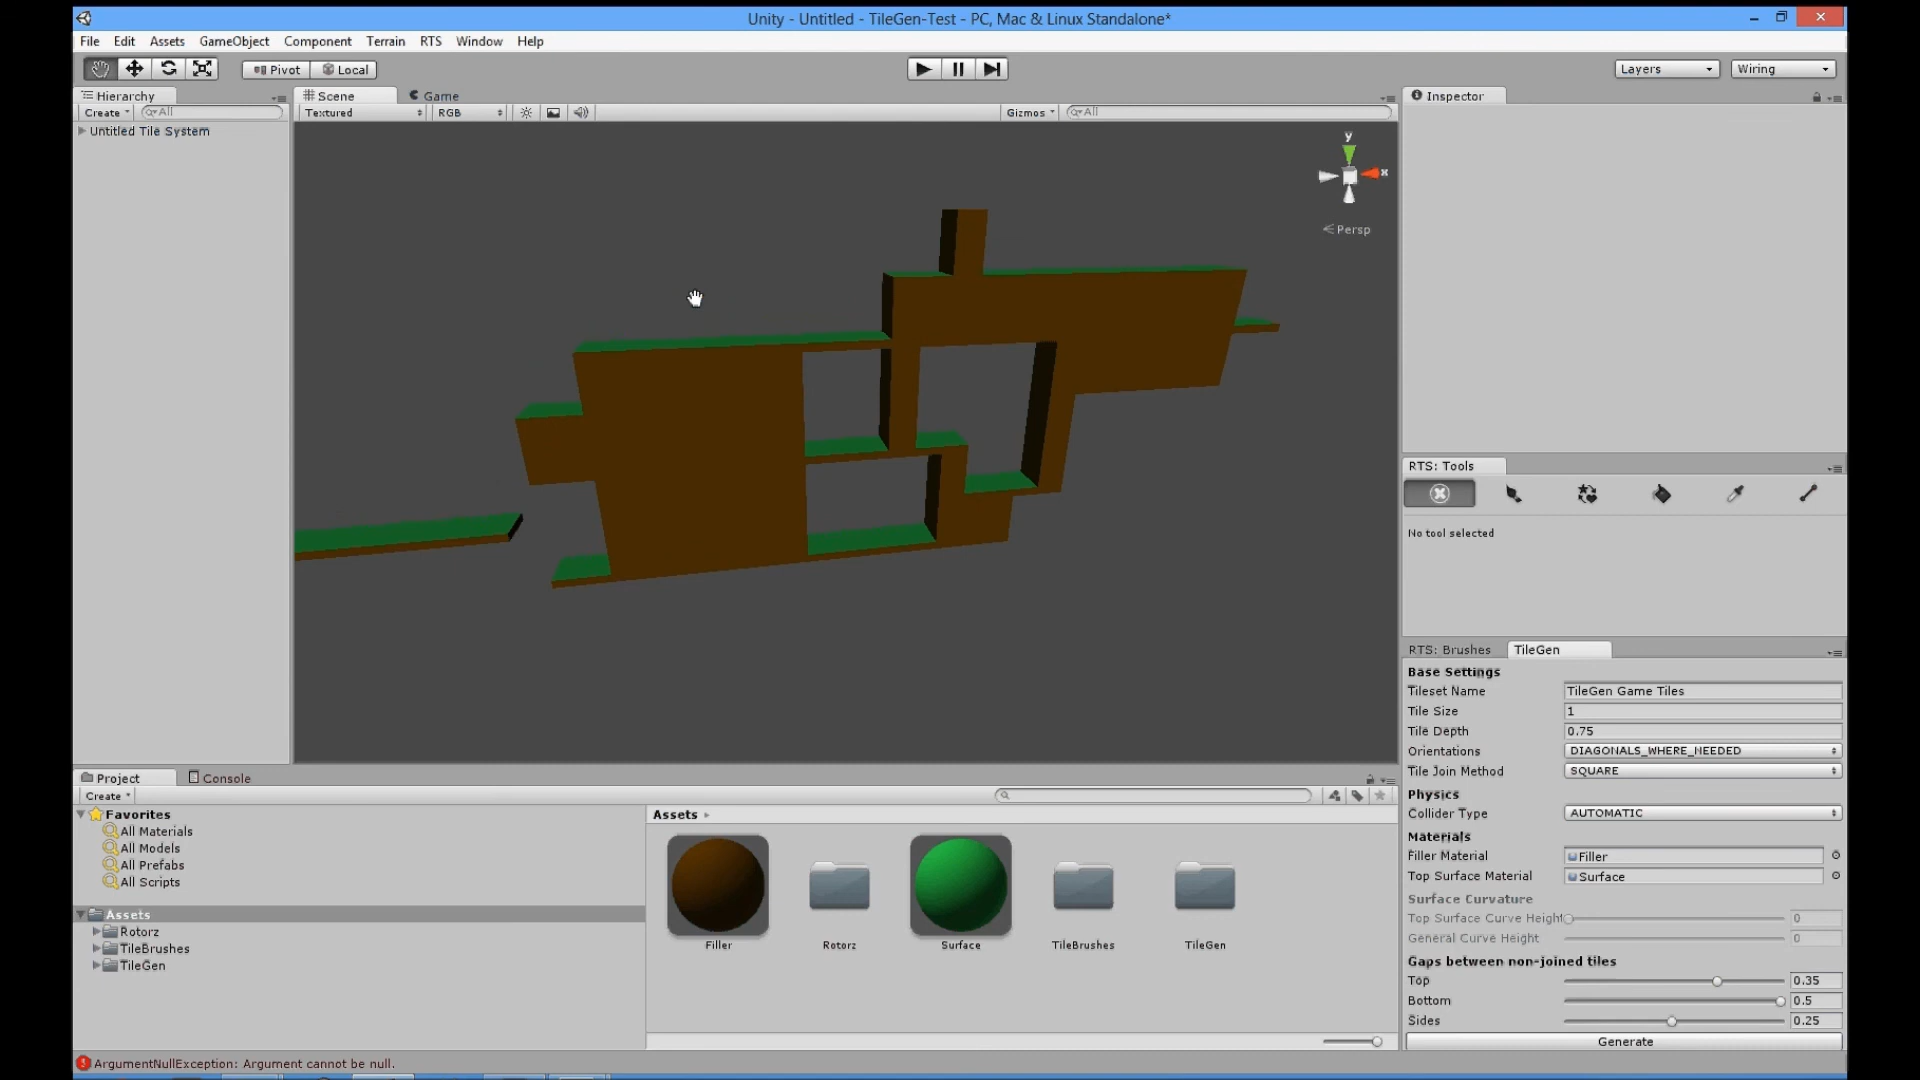 Unity - Untitled - TileGen-Test - PC, Mac & Linux Standalone*
File Edit Assets GameObject Component Terrain RTS Window Help
Pivot Local Layers Wiring
Hierarchy Scene Game Inspector
Create All Textured RGB Gizmos All
Untitled Tile System
y
x
Persp
RTS: Tools
No tool selected
RTS: Brushes TileGen
Base Settings
Tileset Name TileGen Game Tiles
Tile Size 1
Tile Depth 0.75
Orientations DIAGONALS_WHERE_NEEDED
Tile Join Method SQUARE
Physics
Collider Type AUTOMATIC
Materials
Filler Material Filler
Top Surface Material Surface
Surface Curvature
Top Surface Curve Height 0
General Curve Height 0
Gaps between non-joined tiles
Top 0.35
Bottom 0.5
Sides 0.25
Generate
Project Console
Create
Favorites
All Materials
All Models
All Prefabs
All Scripts
Assets
Rotorz
TileBrushes
TileGen
Assets
Filler Rotorz Surface TileBrushes TileGen
ArgumentNullException: Argument cannot be null.